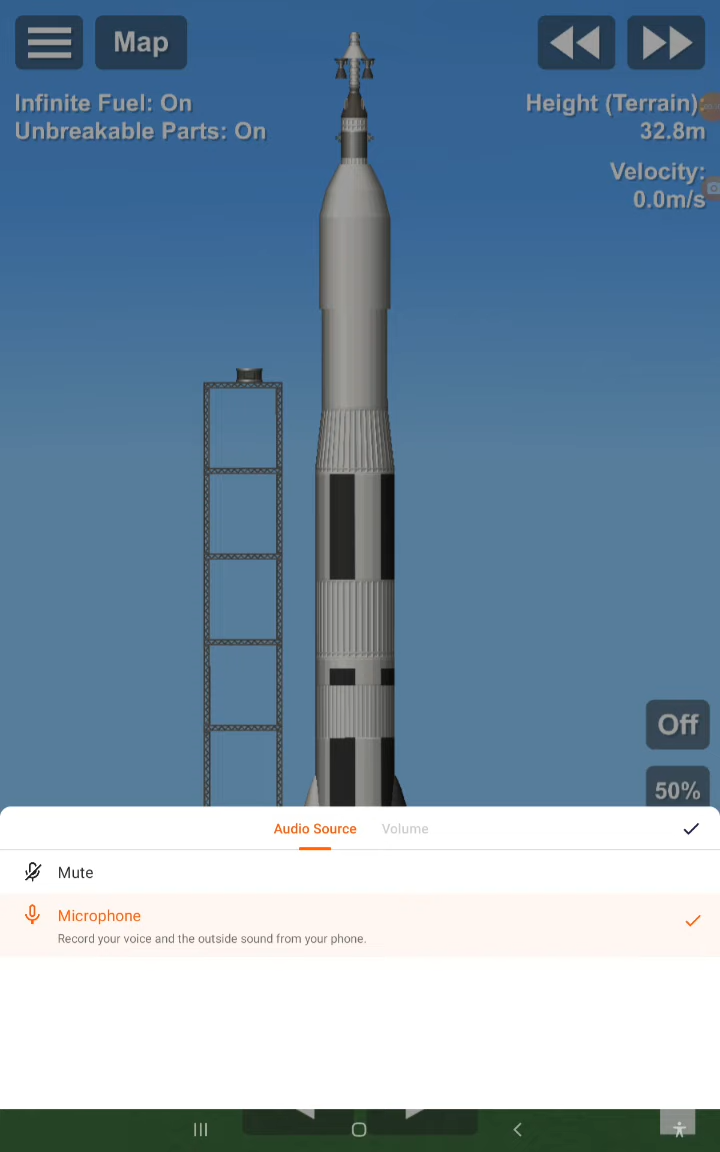 Map
Infinite Fuel: On
Unbreakable Parts: On
Height (Terrain):
32.8m
Velocity:
0.0m/s
Off
50%
Audio Source
Volume
Mute
Microphone
Record your voice and the outside sound from your phone.